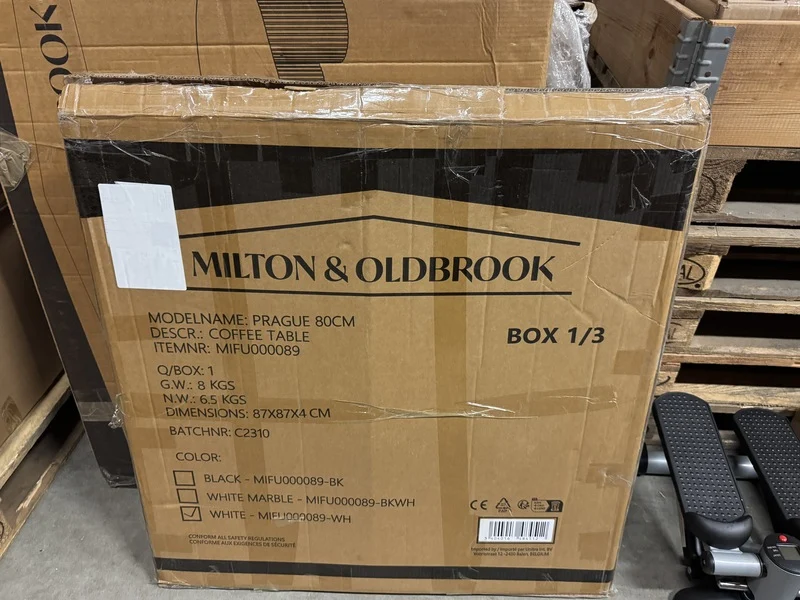 OOK
MILTON & OLDBROOK
MODELNAME: PRAGUE 80CM
DESCR.: COFFEE TABLE
ITEMNR: MIFU000089
BOX 1/3
Q/BOX: 1
G.W.: 8 KGS
N.W.: 6.5 KGS
DIMENSIONS: 87X87X4 CM
BATCHNR: C2310
COLOR:
BLACK - MIFU000089-BK
WHITE MARBLE - MIFU000089-BKWH
WHITE - MIFU000089-WH
CE
CONFORM ALL SAFETY REGULATIONS
CONFORME AUX EXIGENCES DE SÉCURITÉ